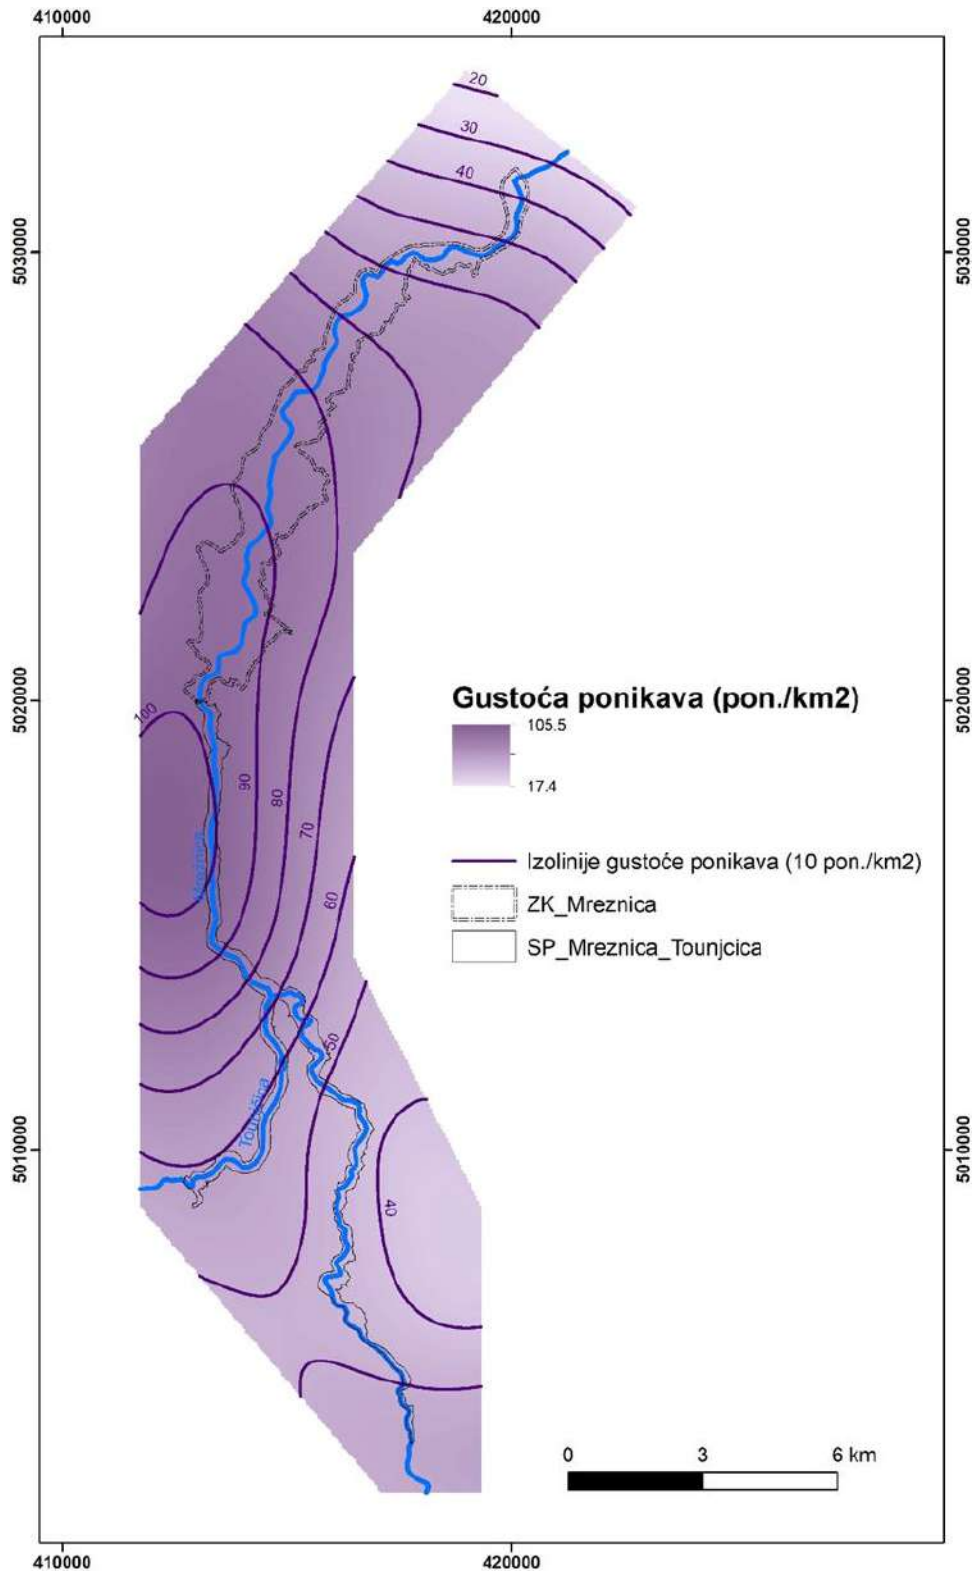 410000 420000
20
30
40
5030000 5030000
5020000 5020000
100
90
80
70
60
50
40
Mreznica
Tounjčica
Gustoća ponikava (pon./km2)
105.5
17.4
Izolinije gustoće ponikava (10 pon./km2)
ZK_Mreznica
SP_Mreznica_Tounjcica
5010000 5010000
0 3 6 km
410000 420000